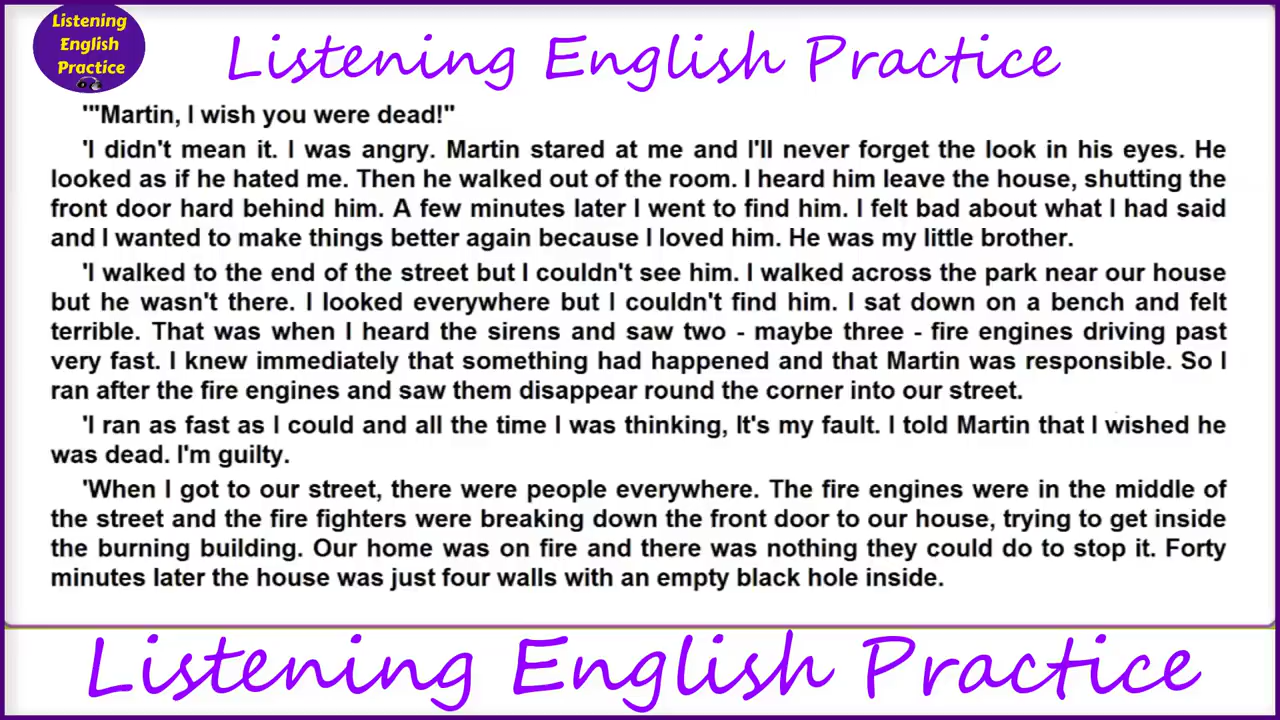 Listening
English
Practice
Listening English Practice
'"Martin, I wish you were dead!"
'I didn't mean it. I was angry. Martin stared at me and I'll never forget the look in his eyes. He
looked as if he hated me. Then he walked out of the room. I heard him leave the house, shutting the
front door hard behind him. A few minutes later I went to find him. I felt bad about what I had said
and I wanted to make things better again because I loved him. He was my little brother.
'I walked to the end of the street but I couldn't see him. I walked across the park near our house
but he wasn't there. I looked everywhere but I couldn't find him. I sat down on a bench and felt
terrible. That was when I heard the sirens and saw two - maybe three - fire engines driving past
very fast. I knew immediately that something had happened and that Martin was responsible. So I
ran after the fire engines and saw them disappear round the corner into our street.
'I ran as fast as I could and all the time I was thinking, It's my fault. I told Martin that I wished he
was dead. I'm guilty.
'When I got to our street, there were people everywhere. The fire engines were in the middle of
the street and the fire fighters were breaking down the front door to our house, trying to get inside
the burning building. Our home was on fire and there was nothing they could do to stop it. Forty
minutes later the house was just four walls with an empty black hole inside.
Listening English Practice